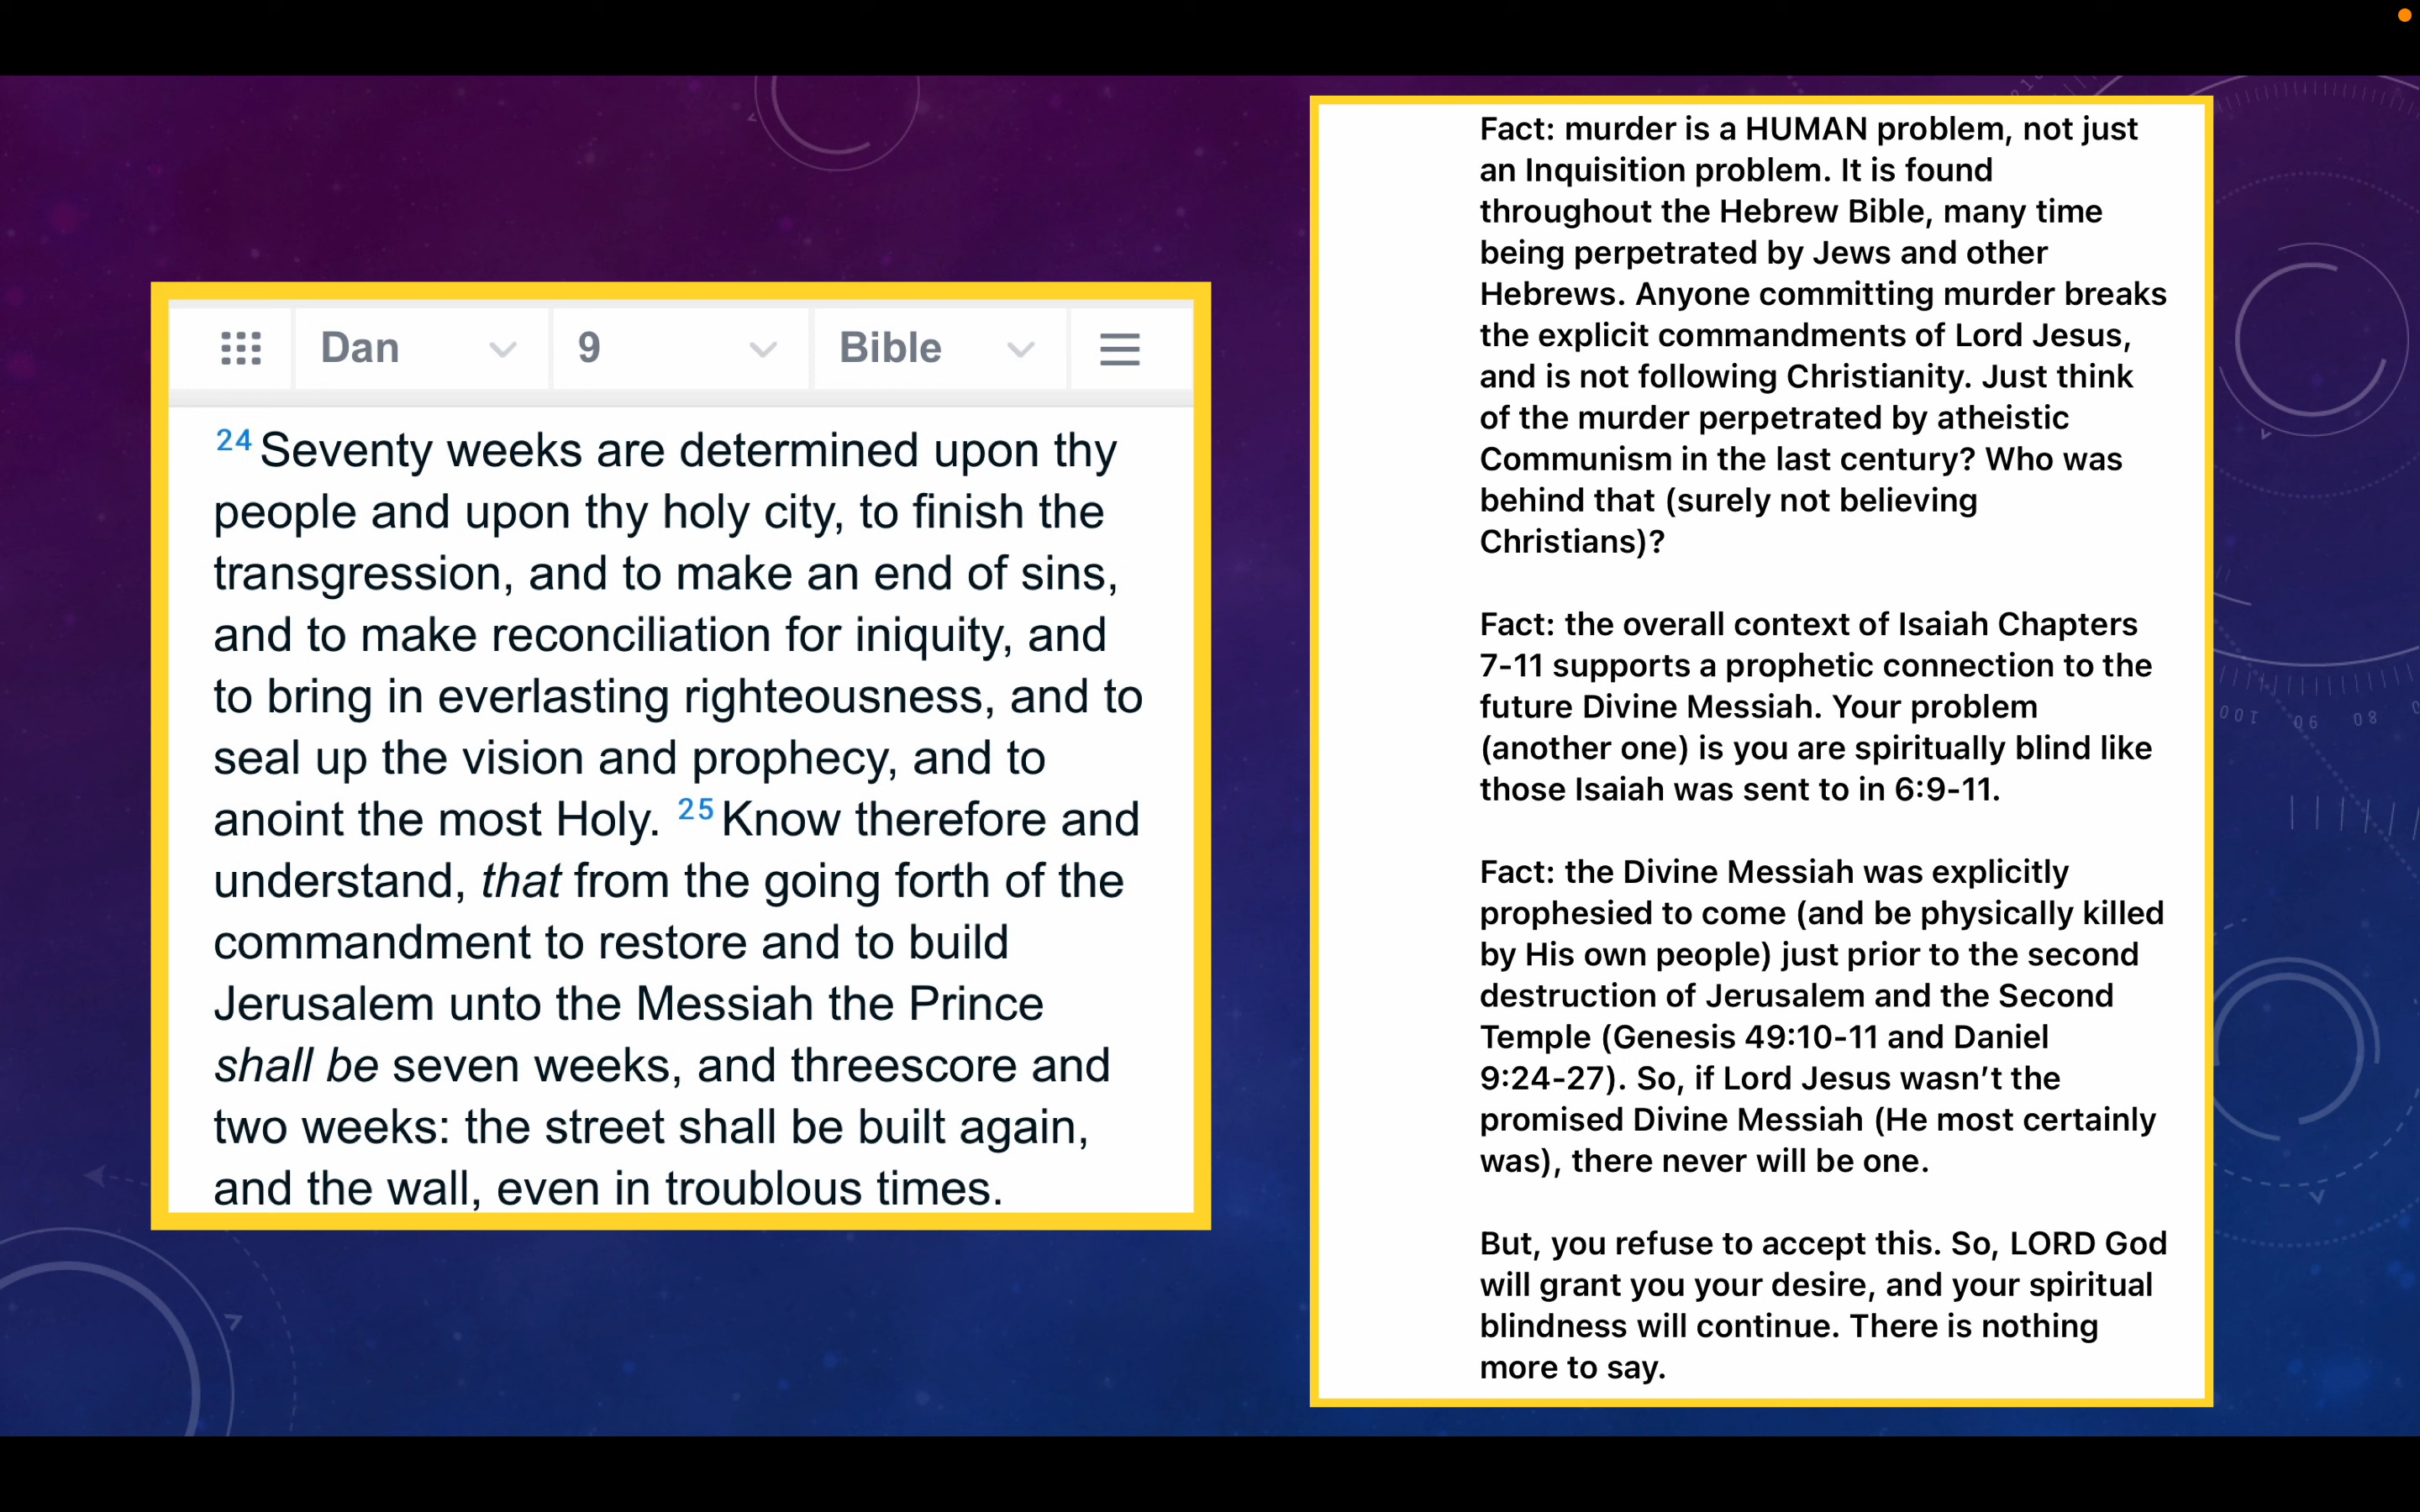 Dan 9 Bible
24 Seventy weeks are determined upon thy
people and upon thy holy city, to finish the
transgression, and to make an end of sins,
and to make reconciliation for iniquity, and
to bring in everlasting righteousness, and to
seal up the vision and prophecy, and to
anoint the most Holy. 25 Know therefore and
understand, that from the going forth of the
commandment to restore and to build
Jerusalem unto the Messiah the Prince
shall be seven weeks, and threescore and
two weeks: the street shall be built again,
and the wall, even in troublous times.
Fact: murder is a HUMAN problem, not just
an Inquisition problem. It is found
throughout the Hebrew Bible, many time
being perpetrated by Jews and other
Hebrews. Anyone committing murder breaks
the explicit commandments of Lord Jesus,
and is not following Christianity. Just think
of the murder perpetrated by atheistic
Communism in the last century? Who was
behind that (surely not believing
Christians)?
Fact: the overall context of Isaiah Chapters
7-11 supports a prophetic connection to the
future Divine Messiah. Your problem
(another one) is you are spiritually blind like
those Isaiah was sent to in 6:9-11.
Fact: the Divine Messiah was explicitly
prophesied to come (and be physically killed
by His own people) just prior to the second
destruction of Jerusalem and the Second
Temple (Genesis 49:10-11 and Daniel
9:24-27). So, if Lord Jesus wasn't the
promised Divine Messiah (He most certainly
was), there never will be one.
But, you refuse to accept this. So, LORD God
will grant you your desire, and your spiritual
blindness will continue. There is nothing
more to say.